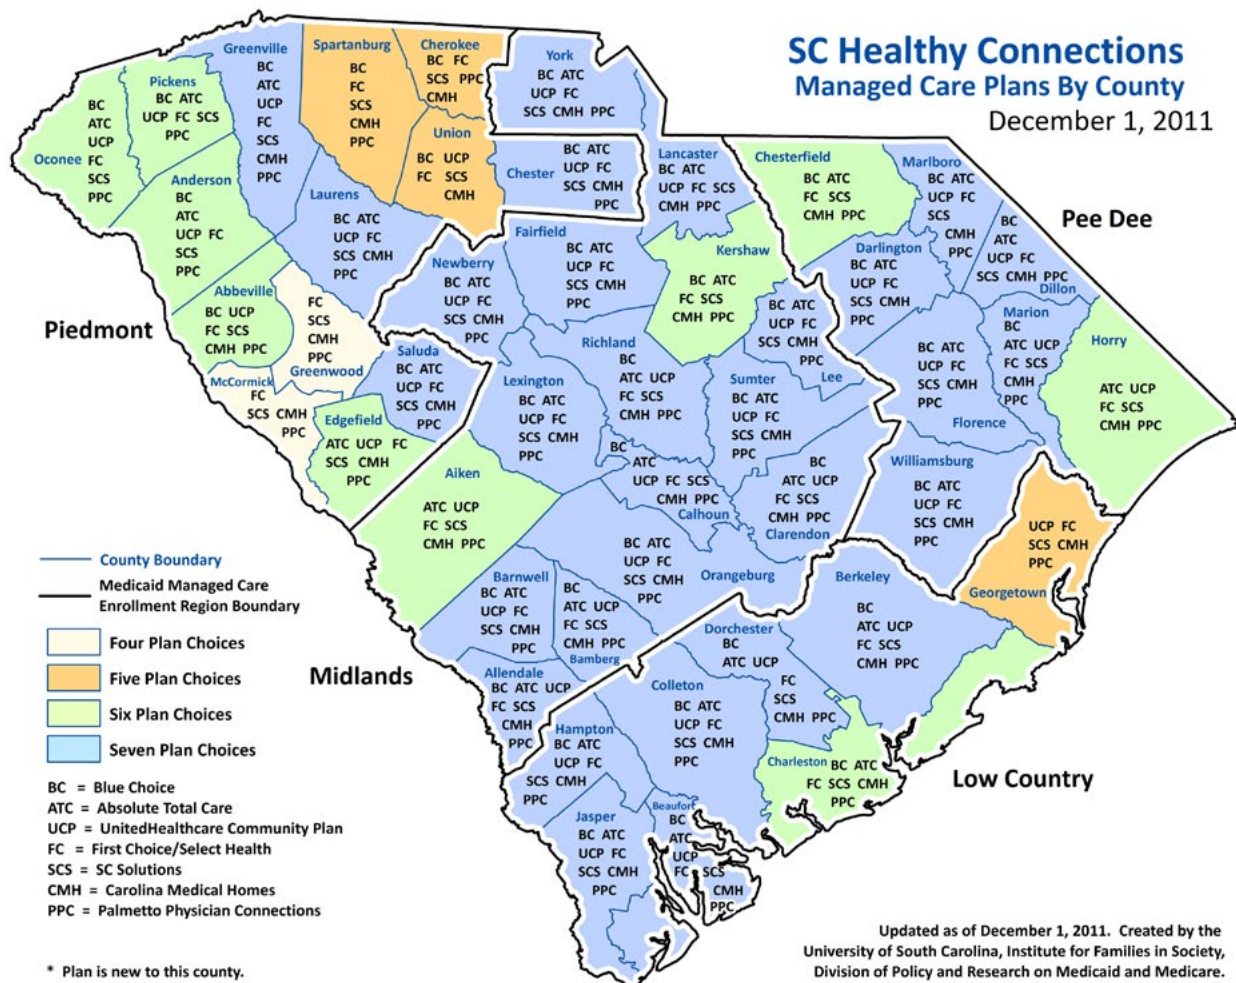 SC Healthy Connections
Managed Care Plans By County
December 1, 2011
Oconee
BC
ATC
UCP
FC
SCS
PPC
Pickens
BC ATC
UCP FC SCS
PPC
Greenville
BC
ATC
UCP
FC
SCS
CMH
PPC
Spartanburg
BC
FC
SCS
CMH
PPC
Cherokee
BC FC
SCS PPC
CMH
Union
BC UCP
FC SCS
CMH
York
BC ATC
UCP FC
SCS CMH PPC
Chester
BC ATC
UCP FC
SCS CMH
PPC
Lancaster
BC ATC
UCP FC SCS
CMH PPC
Chesterfield
BC ATC
FC SCS
CMH PPC
Marlboro
BC ATC
UCP FC
SCS
CMH
PPC
Pee Dee
BC
ATC
UCP FC
SCS CMH PPC
Dillon
Anderson
BC
ATC
UCP FC
SCS
PPC
Laurens
BC ATC
UCP FC
SCS CMH
PPC
Newberry
BC ATC
UCP FC
SCS CMH
PPC
Fairfield
BC ATC
UCP FC
SCS CMH
PPC
Kershaw
BC ATC
FC SCS
CMH PPC
Darlington
BC ATC
UCP FC
SCS CMH
PPC
Marion
BC
ATC UCP
FC SCS
CMH
PPC
Horry
ATC UCP
FC SCS
CMH PPC
Piedmont
Abbeville
BC UCP
FC SCS
CMH PPC
FC
SCS
CMH
PPC
Greenwood
McCormick
FC
SCS CMH
PPC
Saluda
BC ATC
UCP FC
SCS CMH
PPC
Edgefield
ATC UCP FC
SCS CMH
PPC
Lexington
BC ATC
UCP FC
SCS CMH
PPC
Richland
BC
ATC UCP
FC SCS
CMH PPC
BC ATC
UCP FC
SCS CMH
PPC
Lee
Sumter
BC ATC
UCP FC
SCS CMH
PPC
BC ATC
UCP FC
SCS CMH
PPC
Florence
Aiken
ATC UCP
FC SCS
CMH PPC
BC
ATC
UCP FC SCS
CMH PPC
Calhoun
BC
ATC UCP
FC SCS
CMH PPC
Clarendon
Williamsburg
BC ATC
UCP FC
SCS CMH
PPC
UCP FC
SCS CMH
PPC
Georgetown
BC ATC
UCP FC
SCS CMH
PPC
Orangeburg
Barnwell
BC ATC
UCP FC
SCS CMH
PPC
BC
ATC UCP
FC SCS
CMH PPC
Bamberg
Berkeley
BC
ATC UCP
FC SCS
CMH PPC
Dorchester
BC
ATC UCP
FC
SCS
CMH PPC
Midlands
Allendale
BC ATC UCP
FC SCS
CMH
PPC
Hampton
BC ATC
UCP FC
SCS CMH
PPC
Colleton
BC ATC
UCP FC
SCS CMH
PPC
Charleston
BC ATC
FC SCS CMH
PPC
Low Country
Jasper
BC ATC
UCP FC
SCS CMH
PPC
Beaufort
BC
ATC
UCP
FC SCS
CMH
PPC
County Boundary
Medicaid Managed Care
Enrollment Region Boundary
Four Plan Choices
Five Plan Choices
Six Plan Choices
Seven Plan Choices
BC = Blue Choice
ATC = Absolute Total Care
UCP = UnitedHealthcare Community Plan
FC = First Choice/Select Health
SCS = SC Solutions
CMH = Carolina Medical Homes
PPC = Palmetto Physician Connections
* Plan is new to this county.
Updated as of December 1, 2011. Created by the
University of South Carolina, Institute for Families in Society,
Division of Policy and Research on Medicaid and Medicare.